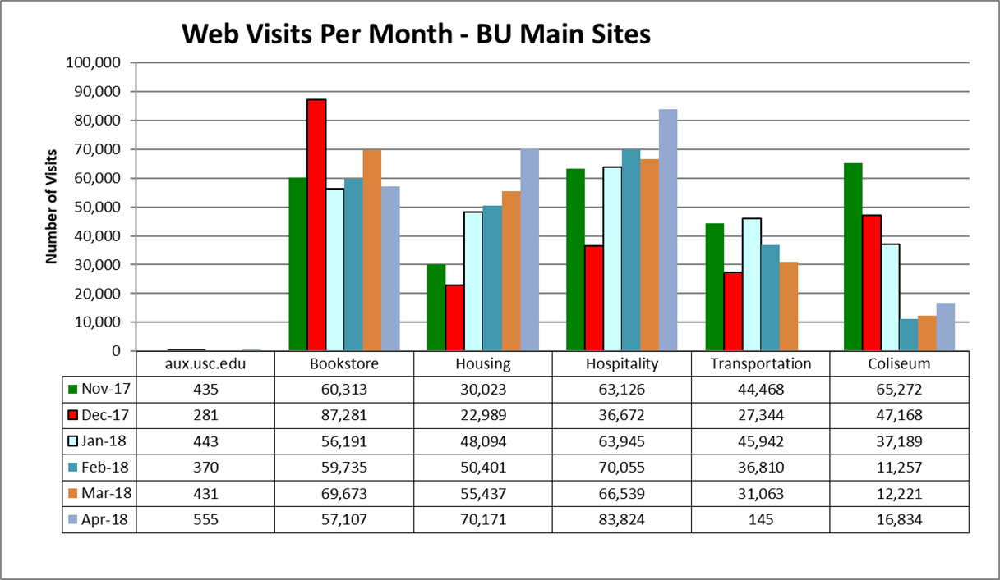 Web Visits Per Month - BU Main Sites
100,000
90,000
80,000
70,000
60,000
50,000
40,000
30,000
20,000
10,000
0
Number of Visits
aux.usc.edu Bookstore Housing Hospitality Transportation Coliseum
Nov-17 435 60,313 30,023 63,126 44,468 65,272
Dec-17 281 87,281 22,989 36,672 27,344 47,168
Jan-18 443 56,191 48,094 63,945 45,942 37,189
Feb-18 370 59,735 50,401 70,055 36,810 11,257
Mar-18 431 69,673 55,437 66,539 31,063 12,221
Apr-18 555 57,107 70,171 83,824 145 16,834